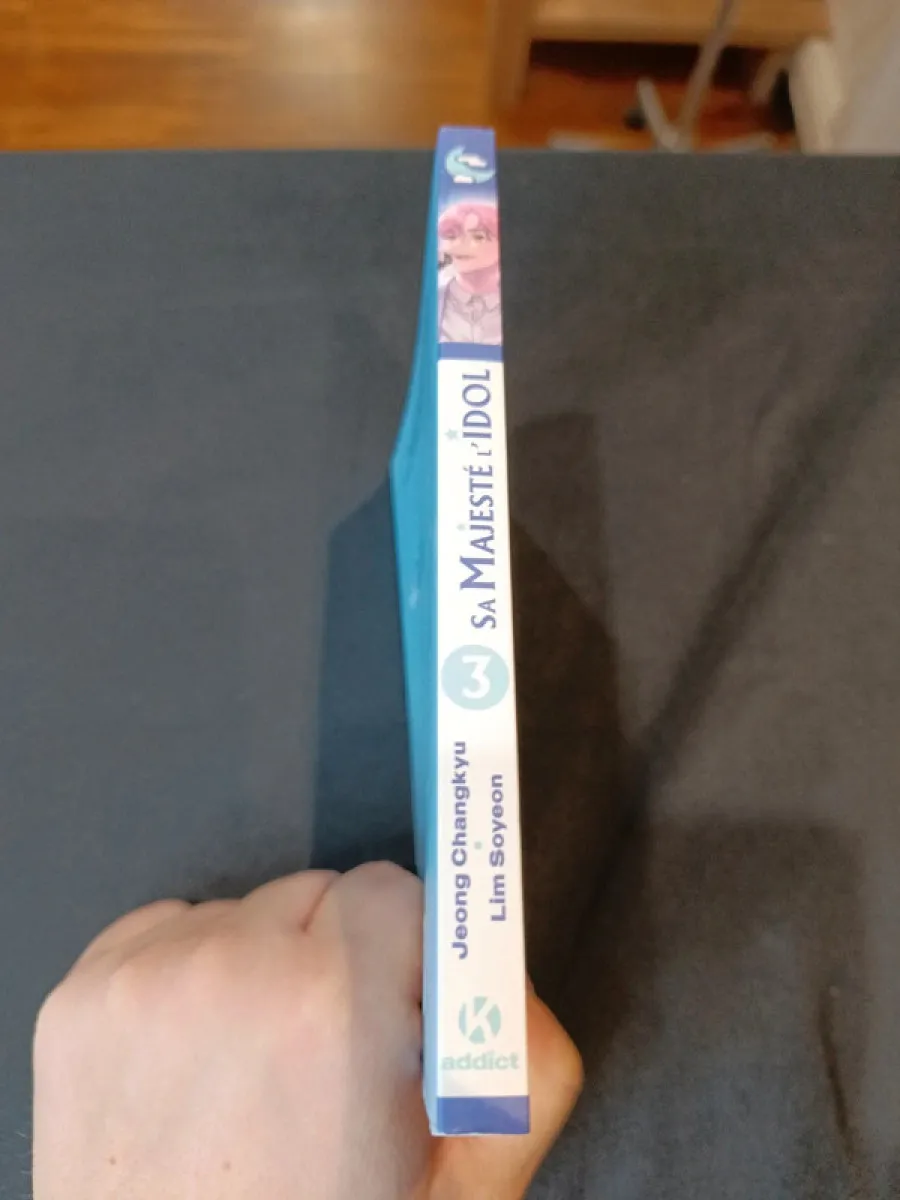 SA MAJESTÉ L'IDOL
3
Jeong Changkyu
Lim Soyeon
K
addict